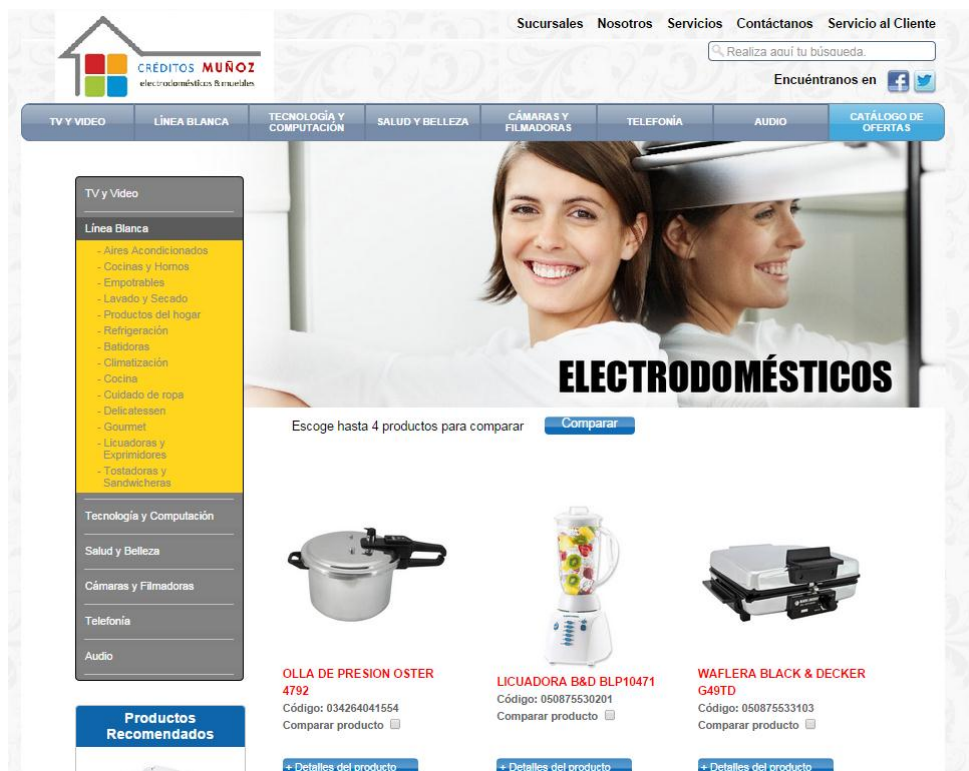 Sucursales Nosotros Servicios Contáctanos Servicio al Cliente
CRÉDITOS MUÑOZ
electrodomésticos & muebles
Realiza aquí tu búsqueda.
Encuéntranos en
TV Y VIDEO
LÍNEA BLANCA
TECNOLOGÍA Y
COMPUTACIÓN
SALUD Y BELLEZA
CÁMARAS Y
FILMADORAS
TELEFONÍA
AUDIO
CATÁLOGO DE
OFERTAS
TV y Video
Línea Blanca
- Aires Acondicionados
- Cocinas y Hornos
- Empotrables
- Lavado y Secado
- Productos del hogar
- Refrigeración
- Batidoras
- Climatización
- Cocina
- Cuidado de ropa
- Delicatessen
- Gourmet
- Licuadoras y
Exprimidores
- Tostadoras y
Sandwicheras
Tecnología y Computación
Salud y Belleza
Cámaras y Filmadoras
Telefonía
Audio
Productos
Recomendados
ELECTRODOMÉSTICOS
Escoge hasta 4 productos para comparar Comparar
OLLA DE PRESION OSTER
4792
Código: 034264041554
Comparar producto
+ Detalles del producto
LICUADORA B&D BLP10471
Código: 050875530201
Comparar producto
+ Detalles del producto
WAFLERA BLACK & DECKER
G49TD
Código: 050875533103
Comparar producto
+ Detalles del producto